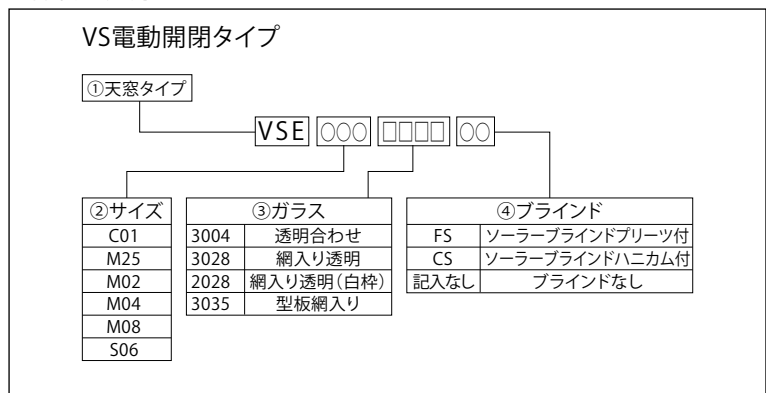 VS電動開閉タイプ
①天窓タイプ
VSE ○○○ □□□□ ○○
②サイズ
C01
M25
M02
M04
M08
S06
③ガラス
3004 透明合わせ
3028 網入り透明
2028 網入り透明（白枠）
3035 型板網入り
④ブラインド
FS ソーラーブラインドプリーツ付
CS ソーラーブラインドハニカム付
記入なし ブラインドなし